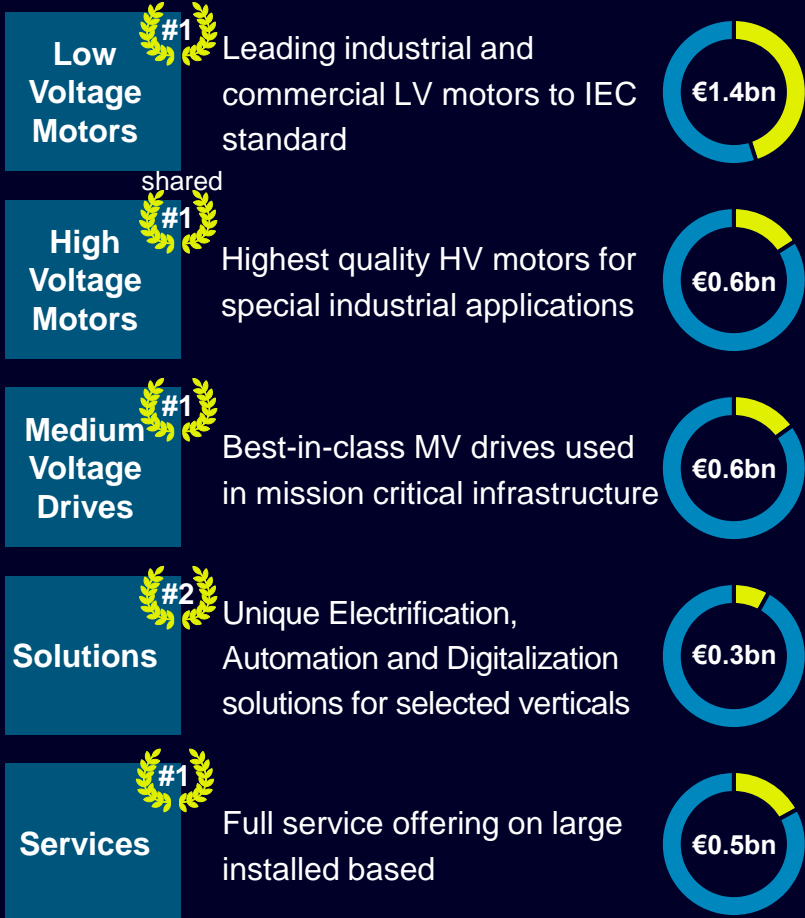 #1
Low
Voltage
Motors
Leading industrial and
commercial LV motors to IEC
standard
€1.4bn
shared
#1
High
Voltage
Motors
Highest quality HV motors for
special industrial applications
€0.6bn
#1
Medium
Voltage
Drives
Best-in-class MV drives used
in mission critical infrastructure
€0.6bn
#2
Solutions
Unique Electrification,
Automation and Digitalization
solutions for selected verticals
€0.3bn
#1
Services
Full service offering on large
installed based
€0.5bn